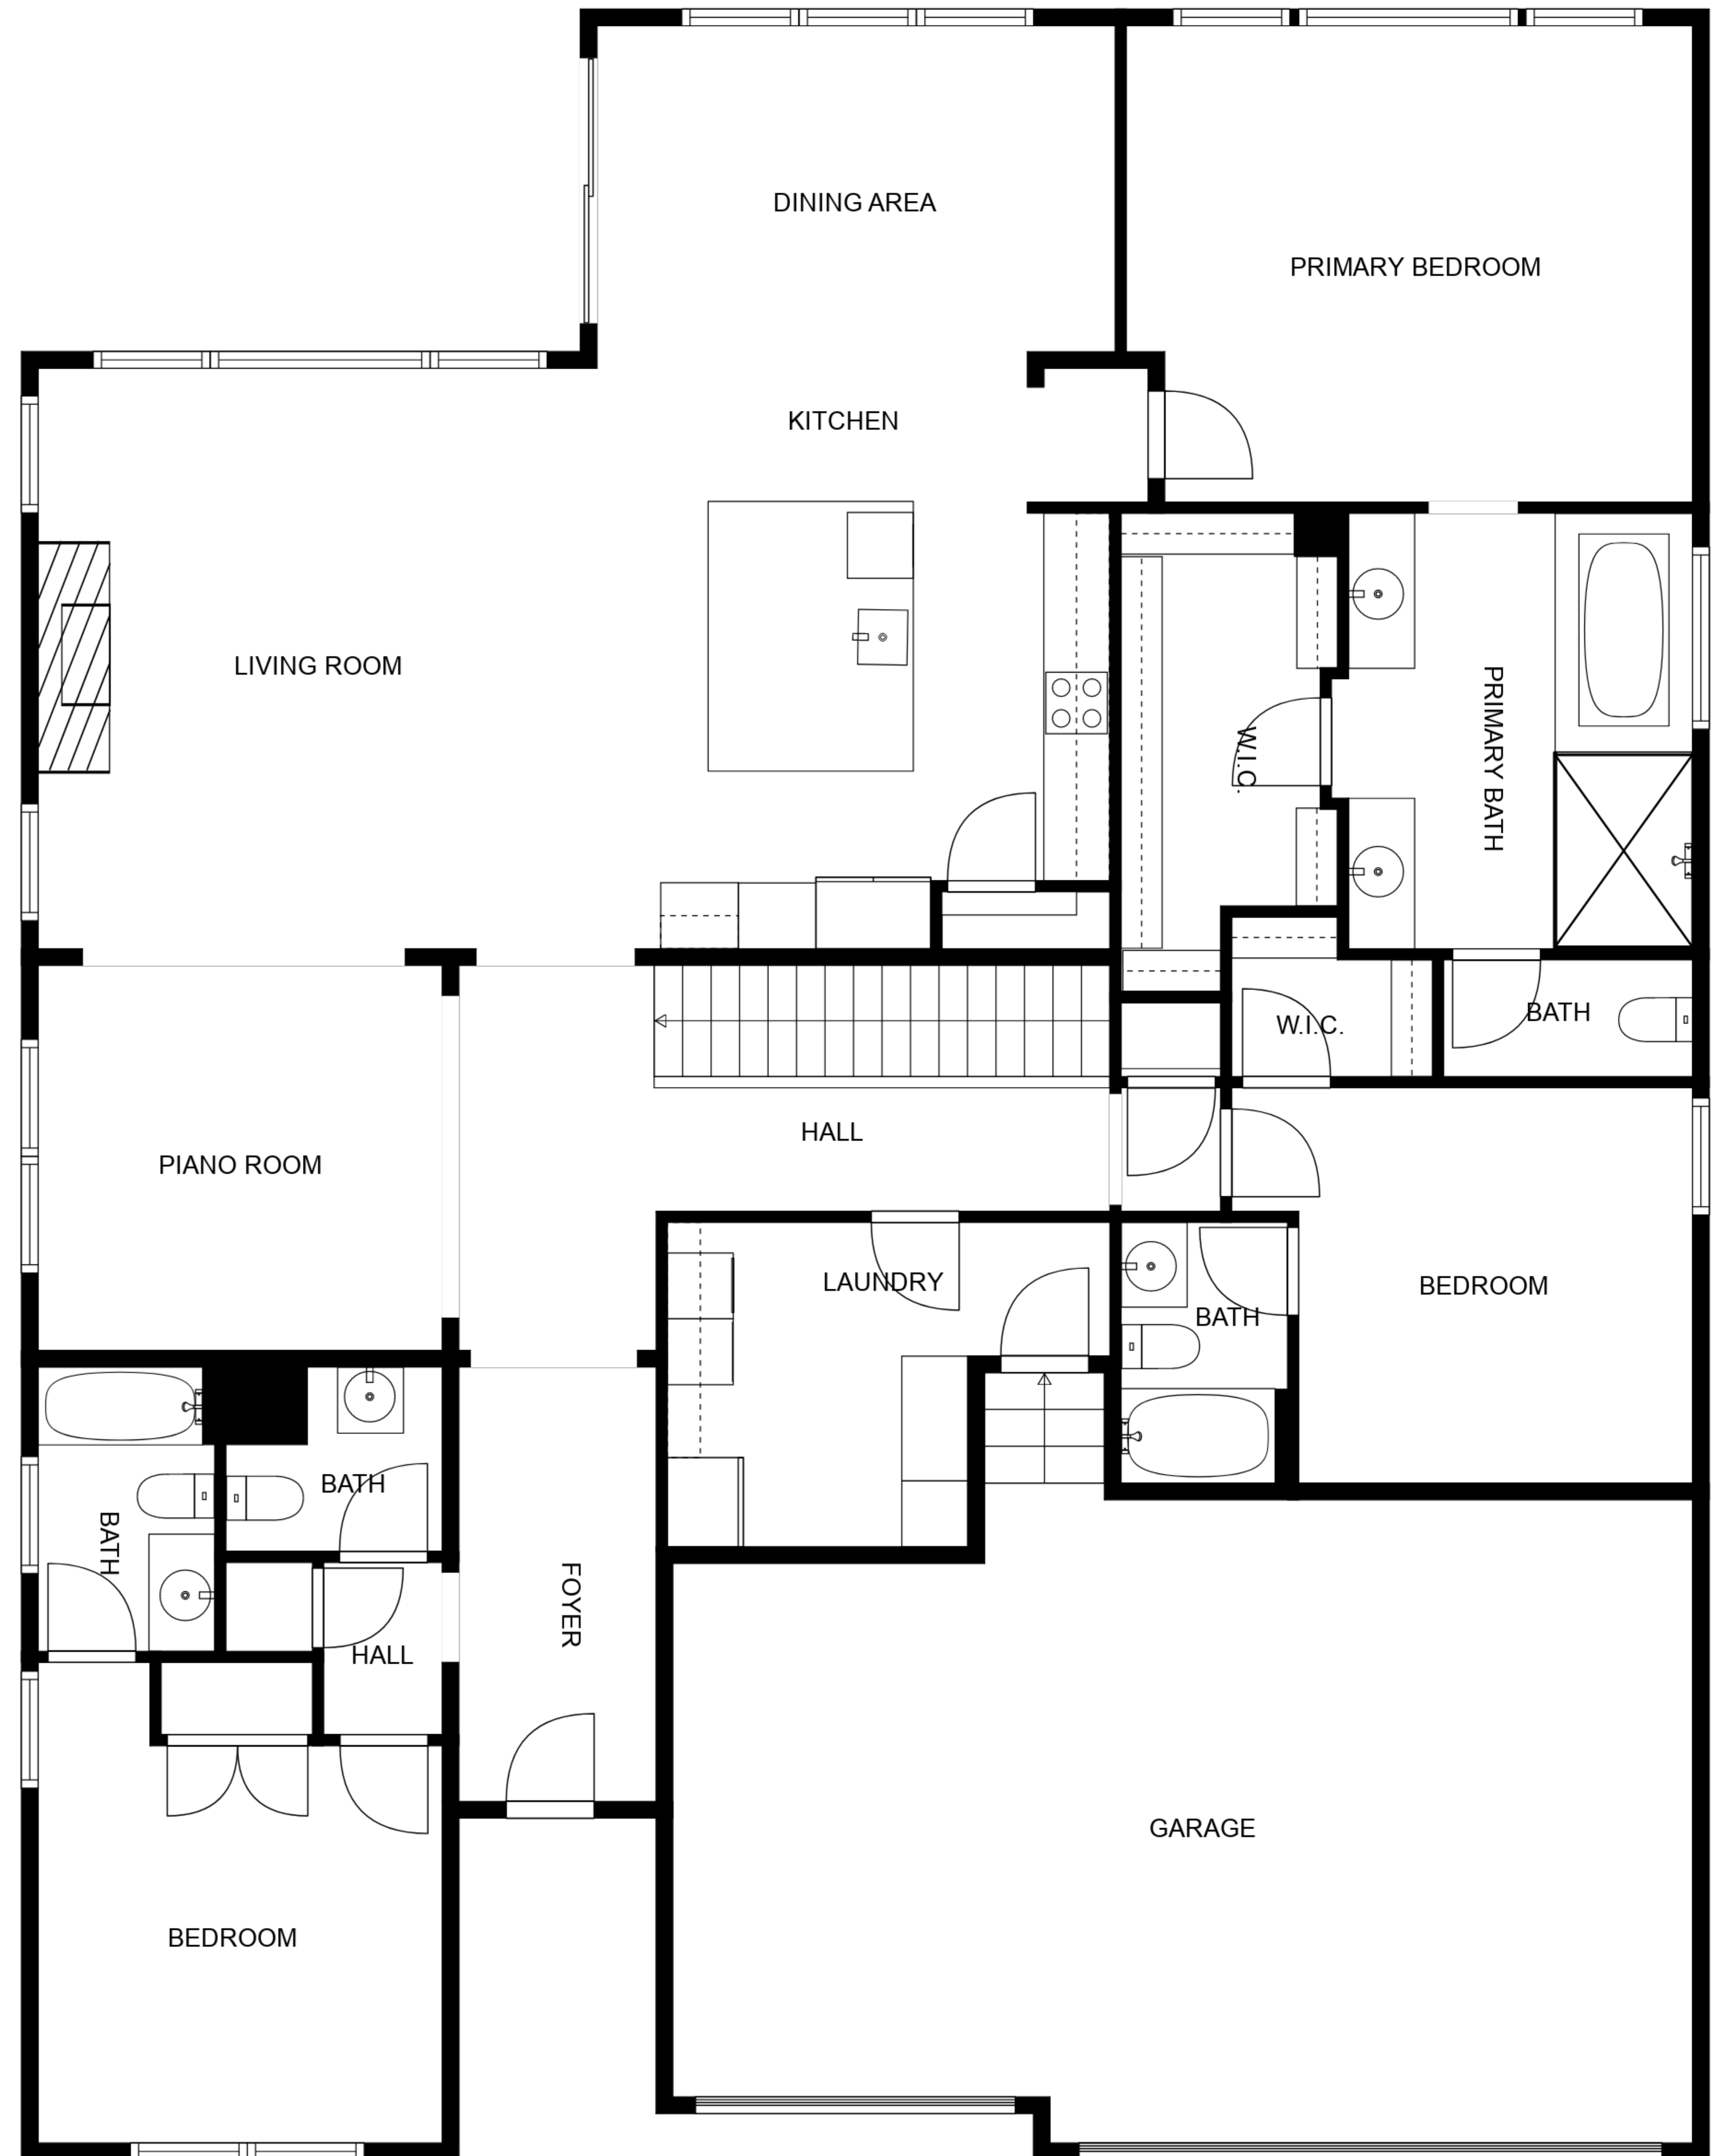 DINING AREA
PRIMARY BEDROOM
KITCHEN
LIVING ROOM
W.I.C.
PRIMARY BATH
W.I.C.
BATH
HALL
PIANO ROOM
LAUNDRY
BATH
BEDROOM
BATH
BATH
FOYER
HALL
GARAGE
BEDROOM